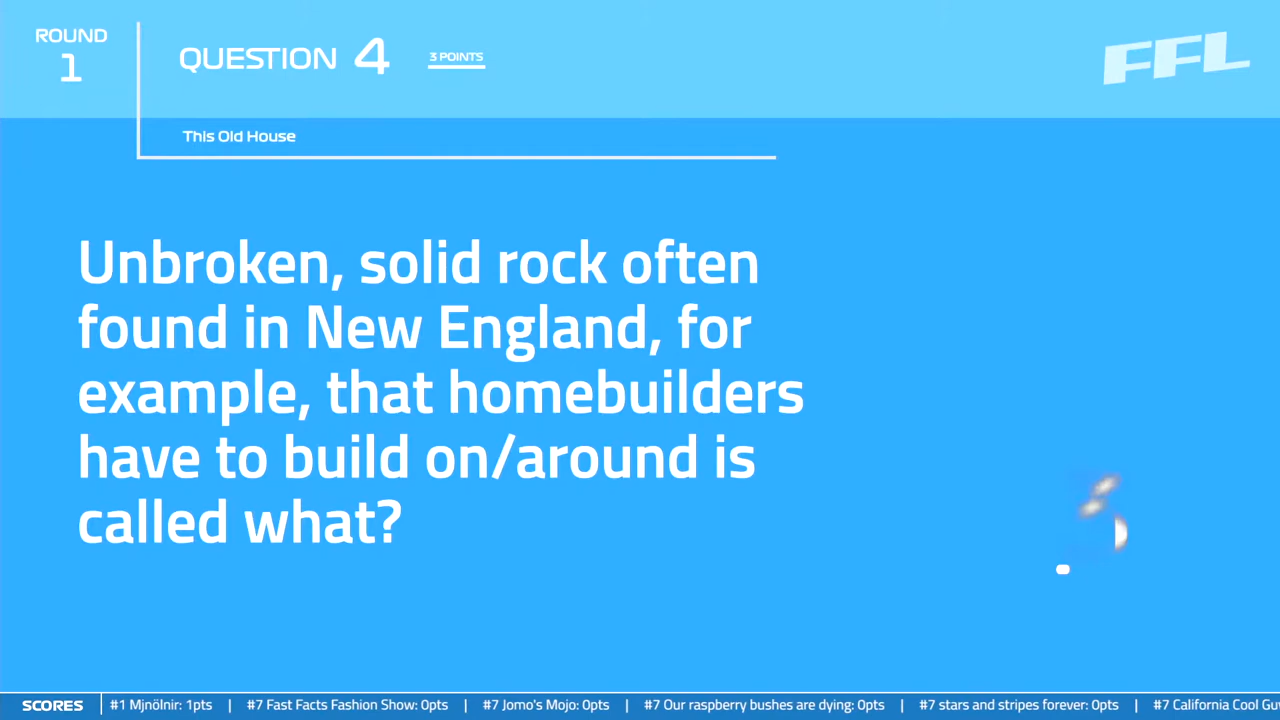 ROUND
1
QUESTION 4 3 POINTS
FFL
This Old House
Unbroken, solid rock often
found in New England, for
example, that homebuilders
have to build on/around is
called what?
SCORES #1 Mjnölnir: 1pts | #7 Fast Facts Fashion Show: 0pts | #7 Jomo's Mojo: 0pts | #7 Our raspberry bushes are dying: 0pts | #7 stars and stripes forever: 0pts | #7 California Cool